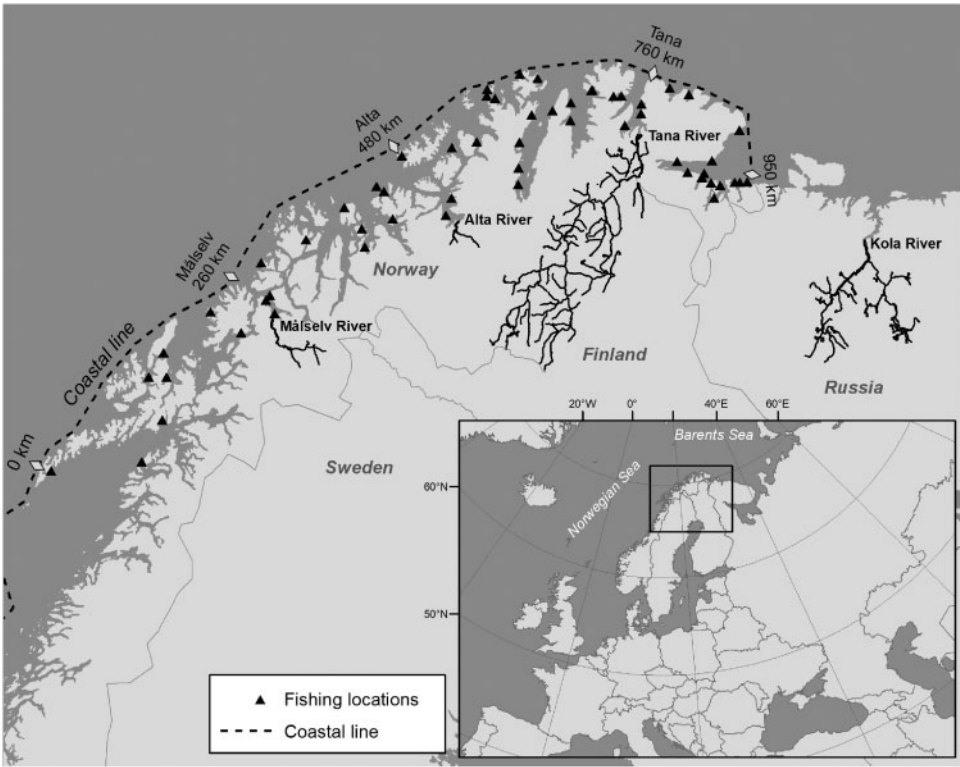 Tana
760 km
Alta
480 km
Tana River
950 km
Målselv
260 km
Alta River
Kola River
Norway
Målselv River
Coastal line
Finland
Russia
0 km
Sweden
20°W
0°
40°E
60°E
Barents Sea
Norwegian Sea
60°N
50°N
Fishing locations
Coastal line